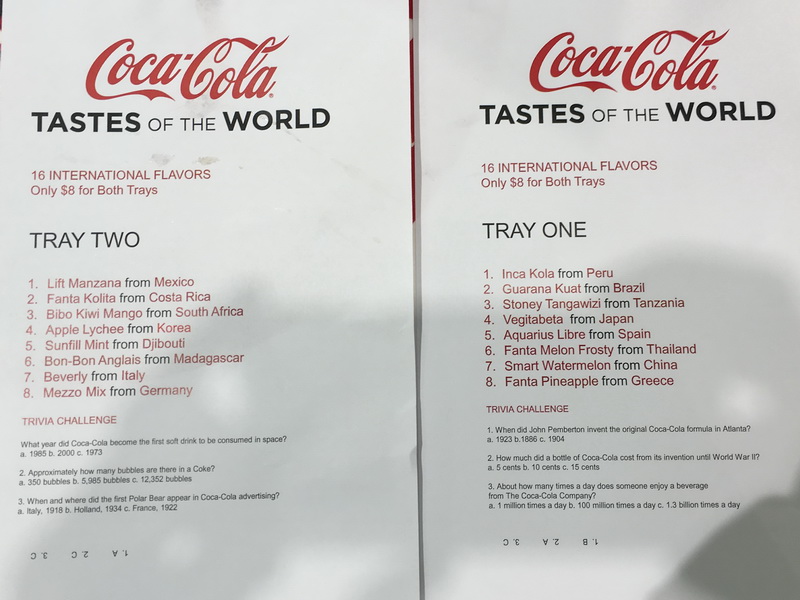 Coca-Cola
TASTES OF THE WORLD
16 INTERNATIONAL FLAVORS
Only $8 for Both Trays
TRAY TWO
1. Lift Manzana from Mexico
2. Fanta Kolita from Costa Rica
3. Bibo Kiwi Mango from South Africa
4. Apple Lychee from Korea
5. Sunfill Mint from Djibouti
6. Bon-Bon Anglais from Madagascar
7. Beverly from Italy
8. Mezzo Mix from Germany
TRIVIA CHALLENGE
What year did Coca-Cola become the first soft drink to be consumed in space?
a. 1985 b. 2000 c. 1973
2. Approximately how many bubbles are there in a Coke?
a. 350 bubbles b. 5,985 bubbles c. 12,352 bubbles
3. When and where did the first Polar Bear appear in Coca-Cola advertising?
a. Italy, 1918 b. Holland, 1934 c. France, 1922
1. A 2. C 3. C
Coca-Cola
TASTES OF THE WORLD
16 INTERNATIONAL FLAVORS
Only $8 for Both Trays
TRAY ONE
1. Inca Kola from Peru
2. Guarana Kuat from Brazil
3. Stoney Tangawizi from Tanzania
4. Vegitabeta from Japan
5. Aquarius Libre from Spain
6. Fanta Melon Frosty from Thailand
7. Smart Watermelon from China
8. Fanta Pineapple from Greece
TRIVIA CHALLENGE
1. When did John Pemberton invent the original Coca-Cola formula in Atlanta?
a. 1923 b.1886 c. 1904
2. How much did a bottle of Coca-Cola cost from its invention until World War II?
a. 5 cents b. 10 cents c. 15 cents
3. About how many times a day does someone enjoy a beverage
from The Coca-Cola Company?
a. 1 million times a day b. 100 million times a day c. 1.3 billion times a day
1. B 2. A 3. C